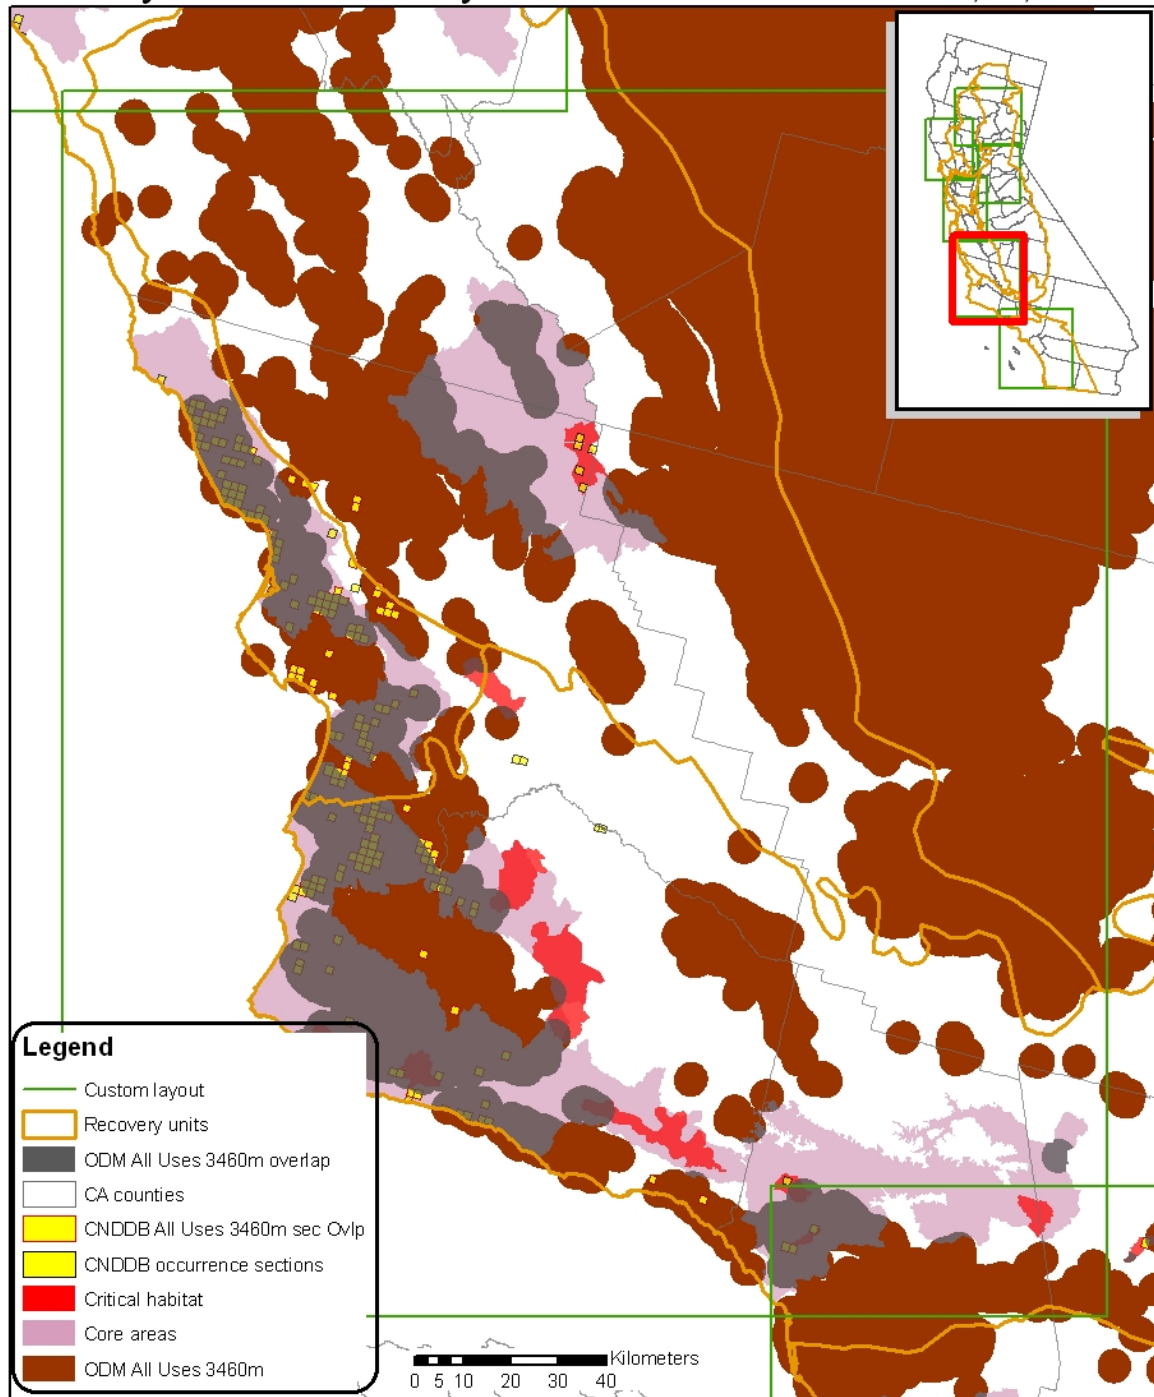 Legend
Custom layout
Recovery units
ODM All Uses 3460m overlap
CA counties
CNDDB All Uses 3460m sec Ovlp
CNDDB occurrence sections
Critical habitat
Core areas
ODM All Uses 3460m
Kilometers
0 5 10 20 30 40